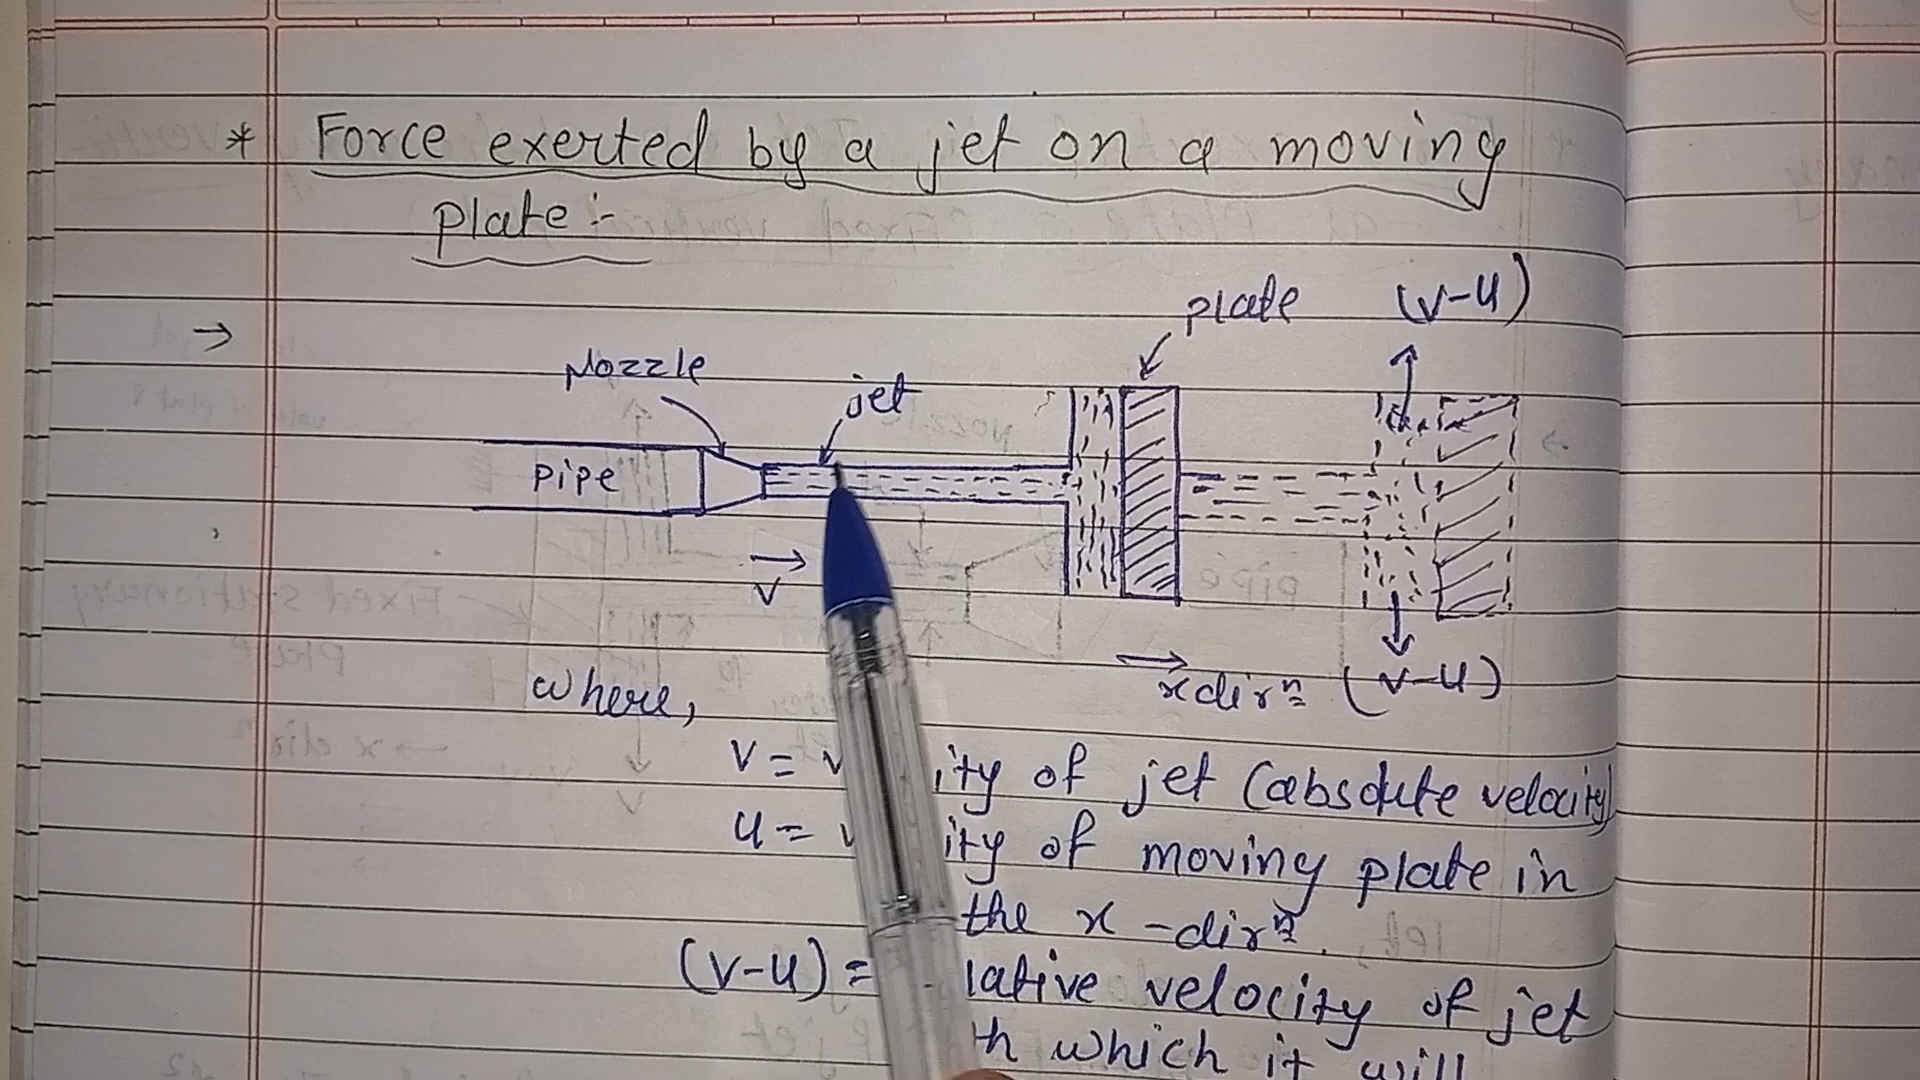 * Force exerted by a jet on a moving
plate :-
→
plate (V-u)
Nozzle
jet
pipe
V
x dirⁿ (V-u)
where,
V = v ity of jet (absolute velocity)
u = v ity of moving plate in
the x-dirⁿ.
(V-u) = lative velocity of jet
th which it will